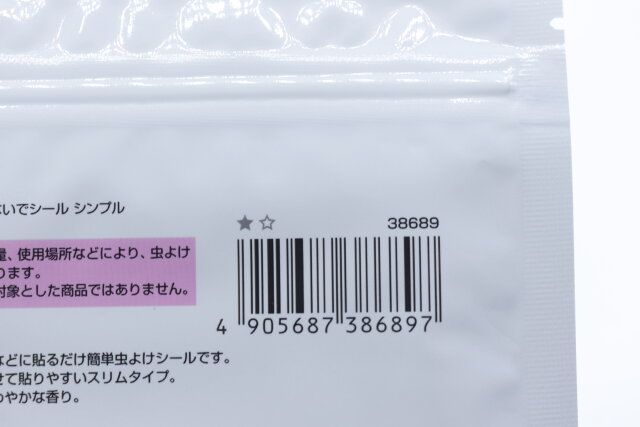 いでシール シンプル
★☆ 38689
、使用場所などにより、虫よけ
ります。
対象とした商品ではありません。
4 905687 386897
などに貼るだけ簡単虫よけシールです。
て貼りやすいスリムタイプ。
やかな香り。